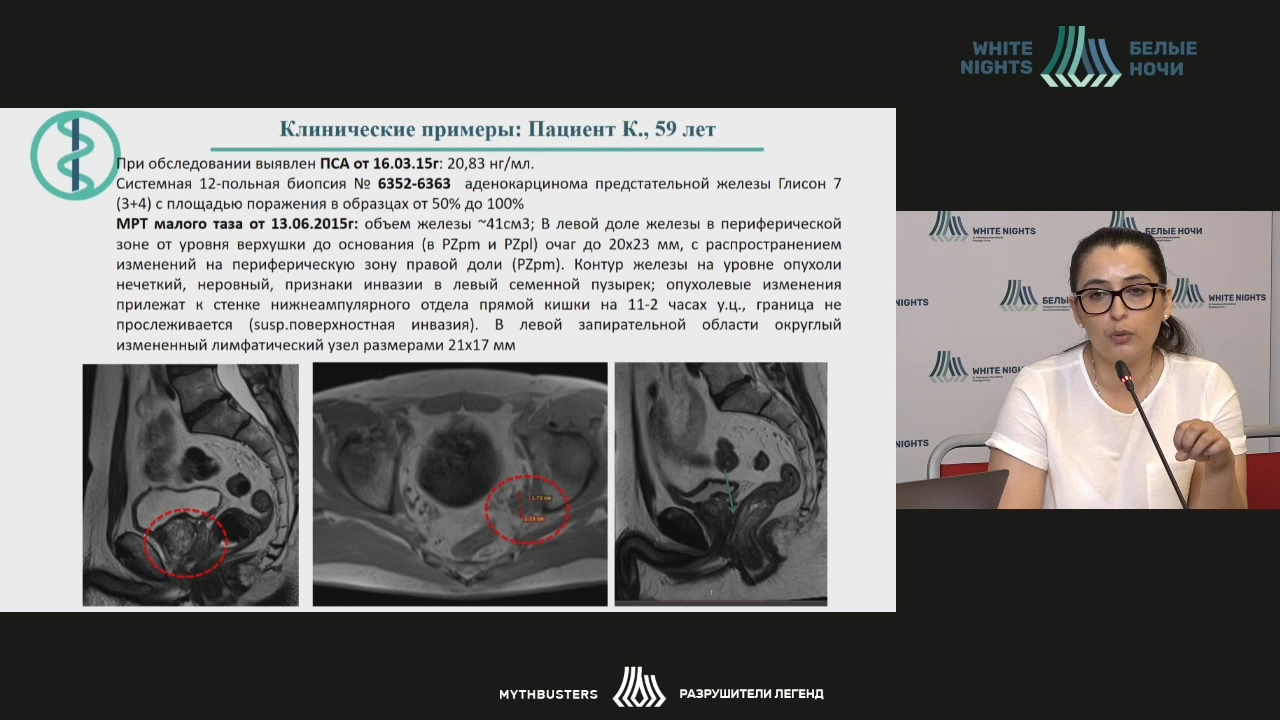 WHITE NIGHTS
БЕЛЫЕ НОЧИ
Клинические примеры: Пациент К., 59 лет
При обследовании выявлен ПСА от 16.03.15г: 20,83 нг/мл.
Системная 12-польная биопсия № 6352-6363 аденокарцинома предстательной железы Глисон 7
(3+4) с площадью поражения в образцах от 50% до 100%
МРТ малого таза от 13.06.2015г: объем железы ~41см3; В левой доле железы в периферической
зоне от уровня верхушки до основания (в PZpm и PZpl) очаг до 20х23 мм, с распространением
изменений на периферическую зону правой доли (PZpm). Контур железы на уровне опухоли
нечеткий, неровный, признаки инвазии в левый семенной пузырек; опухолевые изменения
прилежат к стенке нижнеампулярного отдела прямой кишки на 11-2 часах у.ц., граница не
прослеживается (susp.поверхностная инвазия). В левой запирательной области округлый
измененный лимфатический узел размерами 21х17 мм
WHITE NIGHTS
БЕЛЫЕ НОЧИ
WHITE NIGHTS
WHITE NIGHTS
NIGHTS
MYTHBUSTERS
РАЗРУШИТЕЛИ ЛЕГЕНД